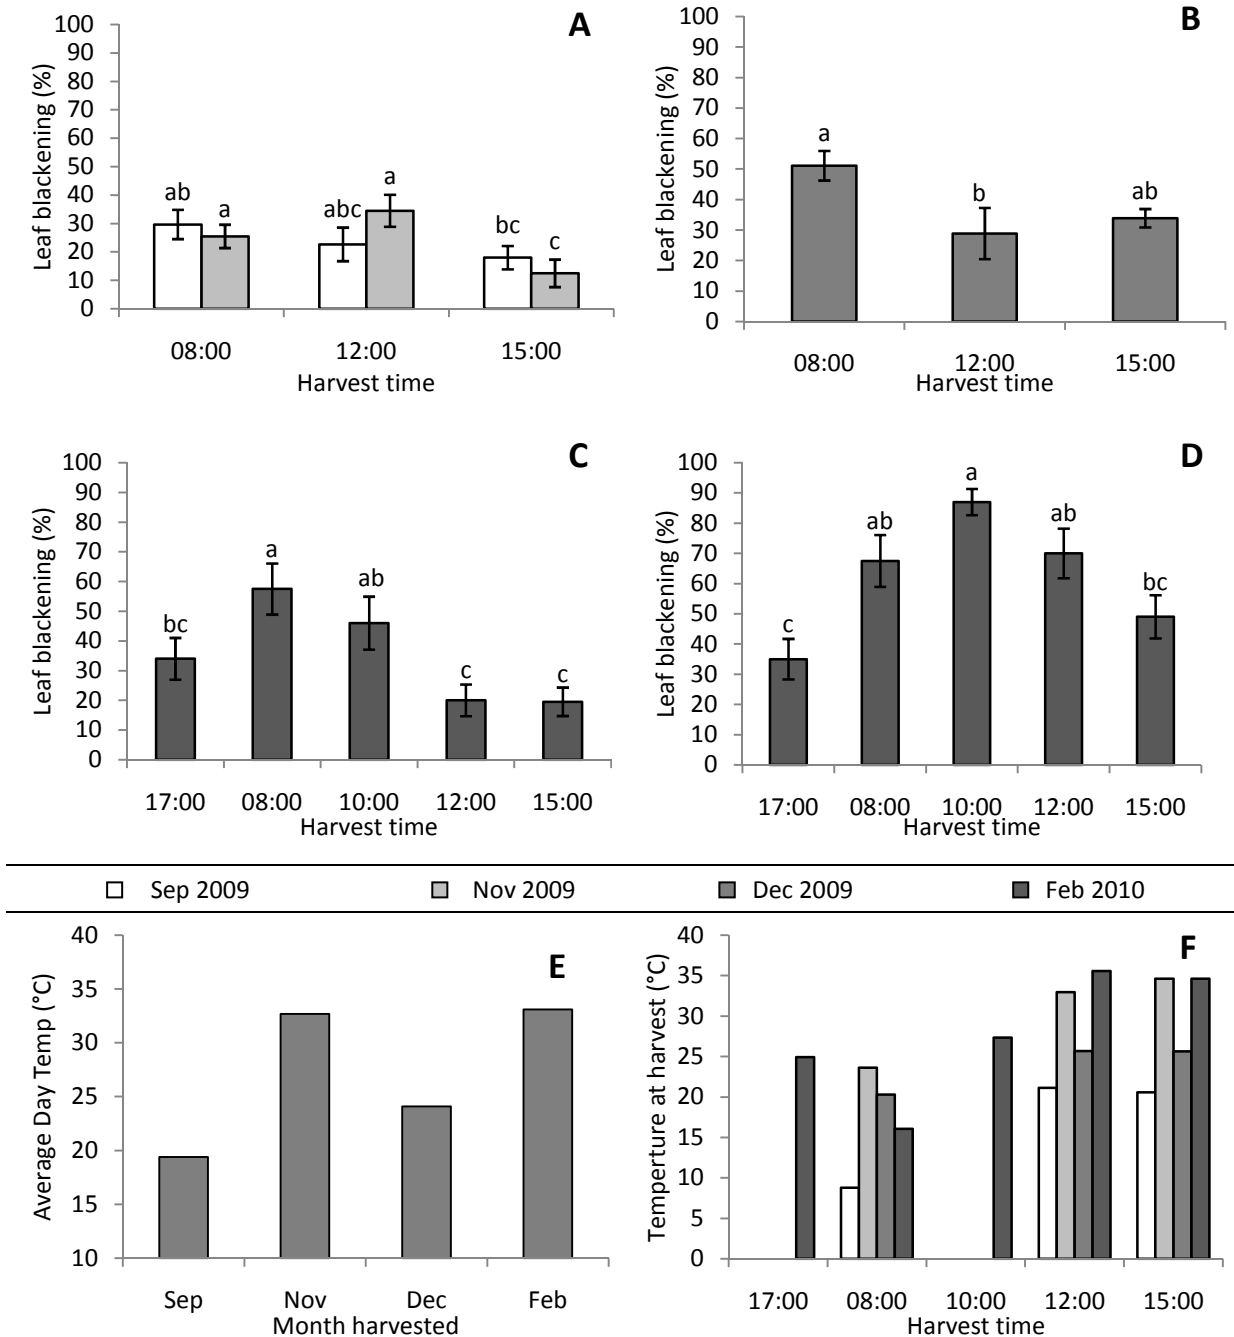 A
Leaf blackening (%)
100
90
80
70
60
50
40
30
20
10
0
ab
a
abc
a
bc
c
08:00 12:00 15:00
Harvest time
B
Leaf blackening (%)
100
90
80
70
60
50
40
30
20
10
0
a
b
ab
08:00 12:00 15:00
Harvest time
C
Leaf blackening (%)
100
90
80
70
60
50
40
30
20
10
0
bc
a
ab
c
c
17:00 08:00 10:00 12:00 15:00
Harvest time
D
Leaf blackening (%)
100
90
80
70
60
50
40
30
20
10
0
c
ab
a
ab
bc
17:00 08:00 10:00 12:00 15:00
Harvest time
Sep 2009 Nov 2009 Dec 2009 Feb 2010
E
Average Day Temp (°C)
40
35
30
25
20
15
10
Sep Nov Dec Feb
Month harvested
F
Temperture at harvest (°C)
40
35
30
25
20
15
10
5
0
17:00 08:00 10:00 12:00 15:00
Harvest time